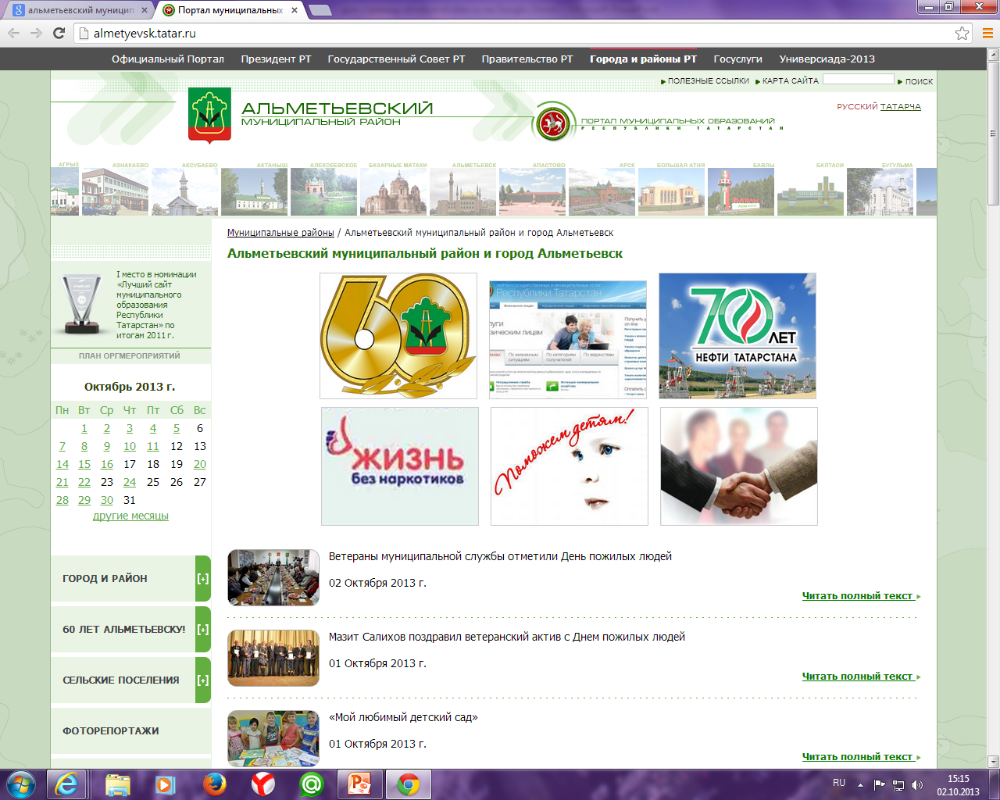 альметьевский муницип
Портал муниципальных
almetyevsk.tatar.ru
Официальный Портал Президент РТ Государственный Совет РТ Правительство РТ Города и районы РТ Госуслуги Универсиада-2013
ПОЛЕЗНЫЕ ССЫЛКИ КАРТА САЙТА ПОИСК
РУССКИЙ ТАТАРЧА
АЛЬМЕТЬЕВСКИЙ
МУНИЦИПАЛЬНЫЙ РАЙОН
ПОРТАЛ МУНИЦИПАЛЬНЫХ ОБРАЗОВАНИЙ
РЕСПУБЛИКИ ТАТАРСТАН
АГРЫЗ АЗНАКАЕВО АКСУБАЕВО АКТАНЫШ АЛЕКСЕЕВСКОЕ БАЗАРНЫЕ МАТАКИ АЛЬМЕТЬЕВСК АПАСТОВО АРСК БОЛЬШАЯ АТНЯ БАВЛЫ БАЛТАСИ БУГУЛЬМА
Муниципальные районы / Альметьевский муниципальный район и город Альметьевск
Альметьевский муниципальный район и город Альметьевск
I место в номинации
«Лучший сайт
муниципального
образования
Республики
Татарстан» по
итогам 2011 г.
ПЛАН ОРГМЕРОПРИЯТИЙ
Октябрь 2013 г.
Пн Вт Ср Чт Пт Сб Вс
1 2 3 4 5 6
7 8 9 10 11 12 13
14 15 16 17 18 19 20
21 22 23 24 25 26 27
28 29 30 31
другие месяцы
ГОРОД И РАЙОН [+]
60 ЛЕТ АЛЬМЕТЬЕВСКУ! [+]
СЕЛЬСКИЕ ПОСЕЛЕНИЯ [+]
ФОТОРЕПОРТАЖИ
60
Республики Татарстан
70
ЛЕТ
НЕФТИ ТАТАРСТАНА
ЖИЗНЬ
без наркотиков
Поможем детям!
Ветераны муниципальной службы отметили День пожилых людей
02 Октября 2013 г.
Читать полный текст
Мазит Салихов поздравил ветеранский актив с Днем пожилых людей
01 Октября 2013 г.
Читать полный текст
«Мой любимый детский сад»
01 Октября 2013 г.
Читать полный текст
RU
15:15
02.10.2013